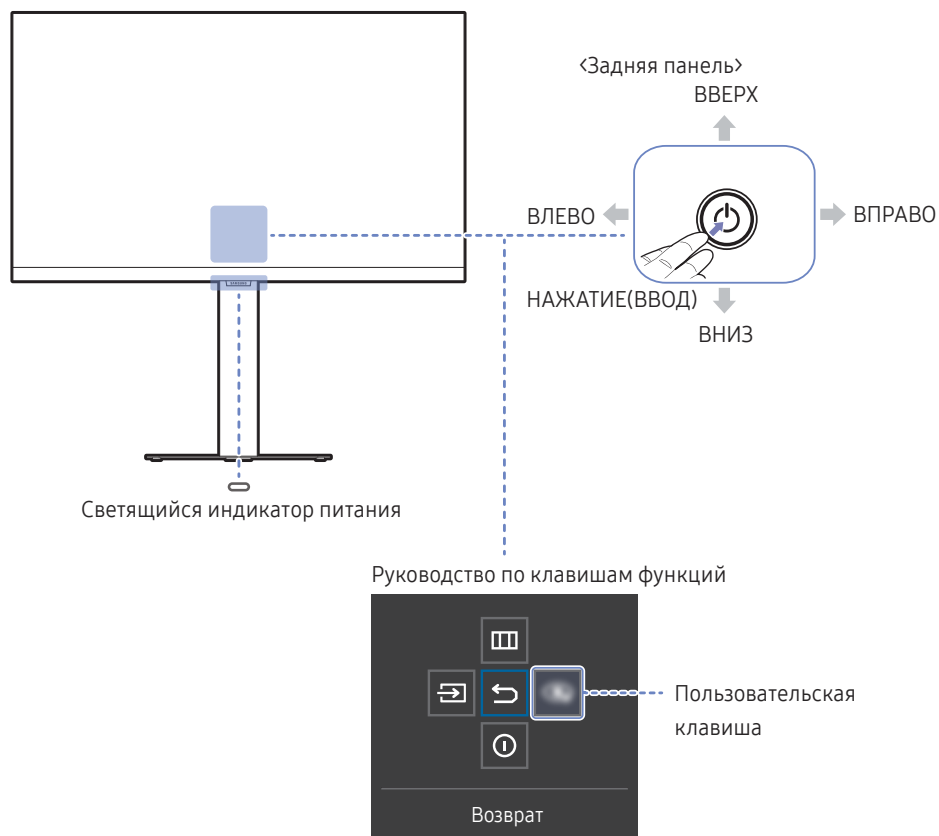 <Задняя панель>
ВВЕРХ
ВЛЕВО
ВПРАВО
НАЖАТИЕ(ВВОД)
ВНИЗ
Светящийся индикатор питания
Руководство по клавишам функций
Пользовательская
клавиша
Возврат